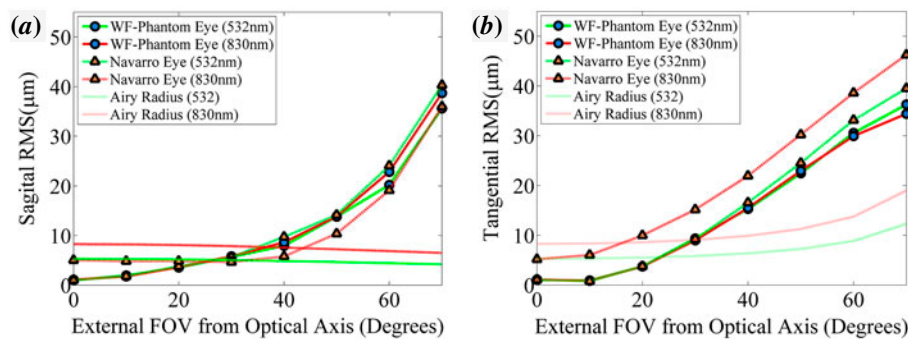 (a)
Sagital RMS(μm)
50
40
30
20
10
0
WF-Phantom Eye (532nm)
WF-Phantom Eye (830nm)
Navarro Eye (532nm)
Navarro Eye (830nm)
Airy Radius (532)
Airy Radius (830nm)
0 20 40 60
External FOV from Optical Axis (Degrees)
(b)
Tangential RMS(μm)
50
40
30
20
10
0
WF-Phantom Eye (532nm)
WF-Phantom Eye (830nm)
Navarro Eye (532nm)
Navarro Eye (830nm)
Airy Radius (532)
Airy Radius (830nm)
0 20 40 60
External FOV from Optical Axis (Degrees)